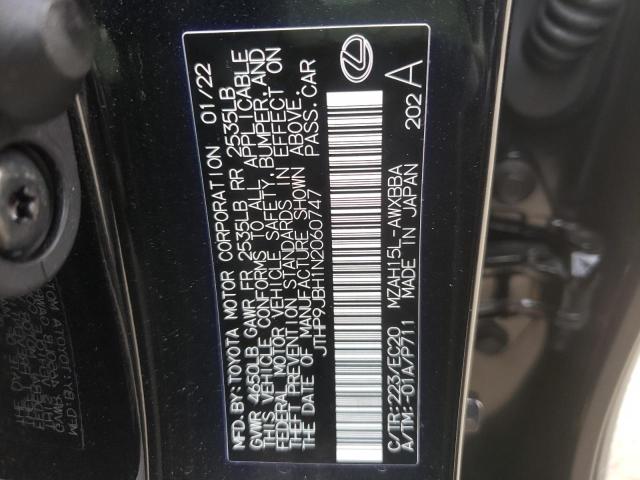 MFD.BY:TOYOTA MOTOR CORPORATION 01/22
GVWR 4650LB GAWR FR 2535LB RR 2535LB
THIS VEHICLE CONFORMS TO ALL APPLICABLE
FEDERAL MOTOR VEHICLE SAFETY, BUMPER, AND
THEFT PREVENTION STANDARDS IN EFFECT ON
THE DATE OF MANUFACTURE SHOWN ABOVE.
JTHP9JBH1N2060747 PASS.CAR
C/TR:223/EC20 MZAH15L-AWXBBA
A/TM:-01A/P711 MADE IN JAPAN
202 A